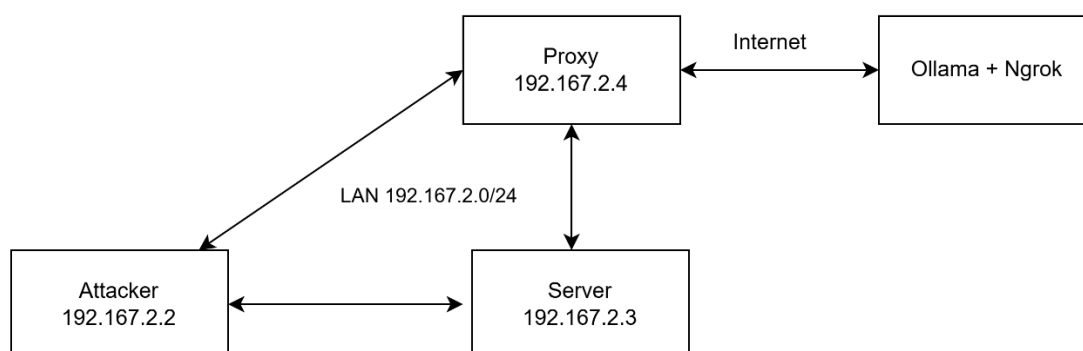 Internet
Proxy
192.167.2.4
Ollama + Ngrok
LAN 192.167.2.0/24
Attacker
192.167.2.2
Server
192.167.2.3